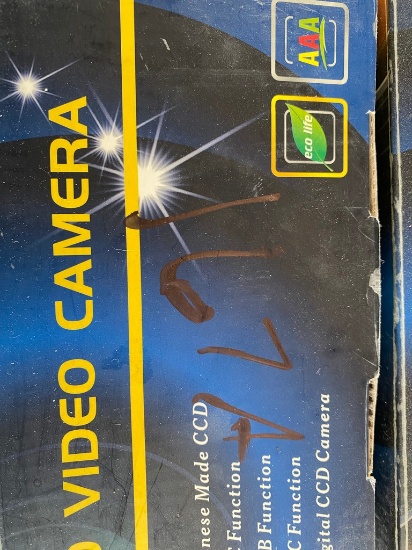 VIDEO CAMERA
AAA
eco life
nese Made CCD
C Function
B Function
C Function
gital CCD Camera